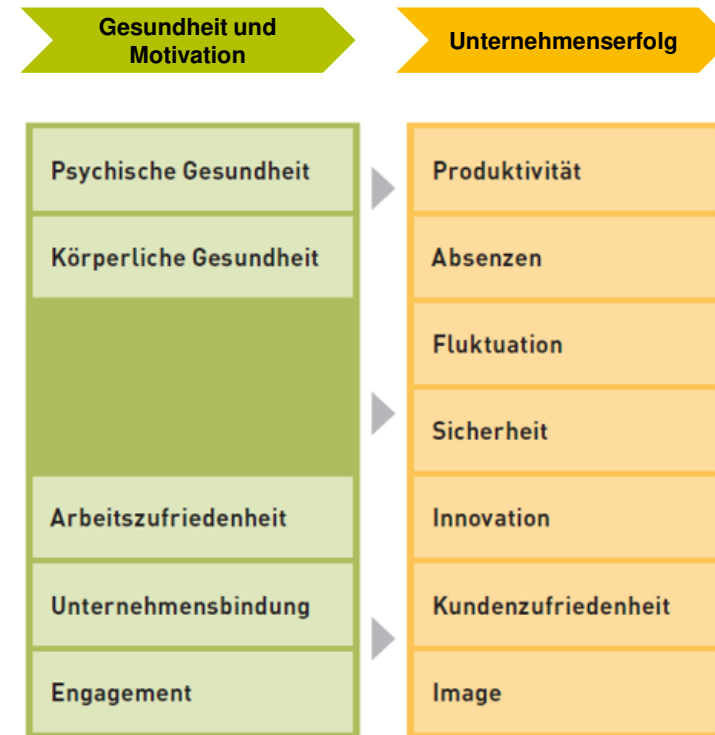 Gesundheit und
Motivation
Unternehmenserfolg
Psychische Gesundheit
Körperliche Gesundheit
Arbeitszufriedenheit
Unternehmensbindung
Engagement
Produktivität
Absenzen
Fluktuation
Sicherheit
Innovation
Kundenzufriedenheit
Image